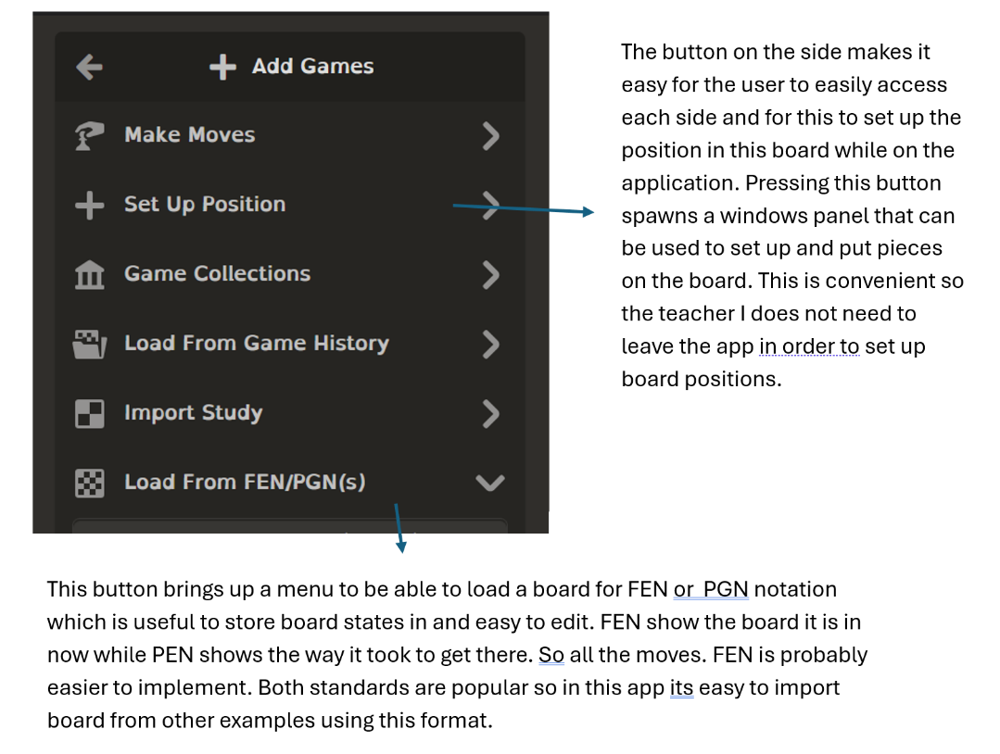 Add Games
Make Moves
Set Up Position
Game Collections
Load From Game History
Import Study
Load From FEN/PGN(s)
The button on the side makes it
easy for the user to easily access
each side and for this to set up the
position in this board while on the
application. Pressing this button
spawns a windows panel that can
be used to set up and put pieces
on the board. This is convenient so
the teacher I does not need to
leave the app in order to set up
board positions.
This button brings up a menu to be able to load a board for FEN or  PGN notation
which is useful to store board states in and easy to edit. FEN show the board it is in
now while PEN shows the way it took to get there. So all the moves. FEN is probably
easier to implement. Both standards are popular so in this app its easy to import
board from other examples using this format.